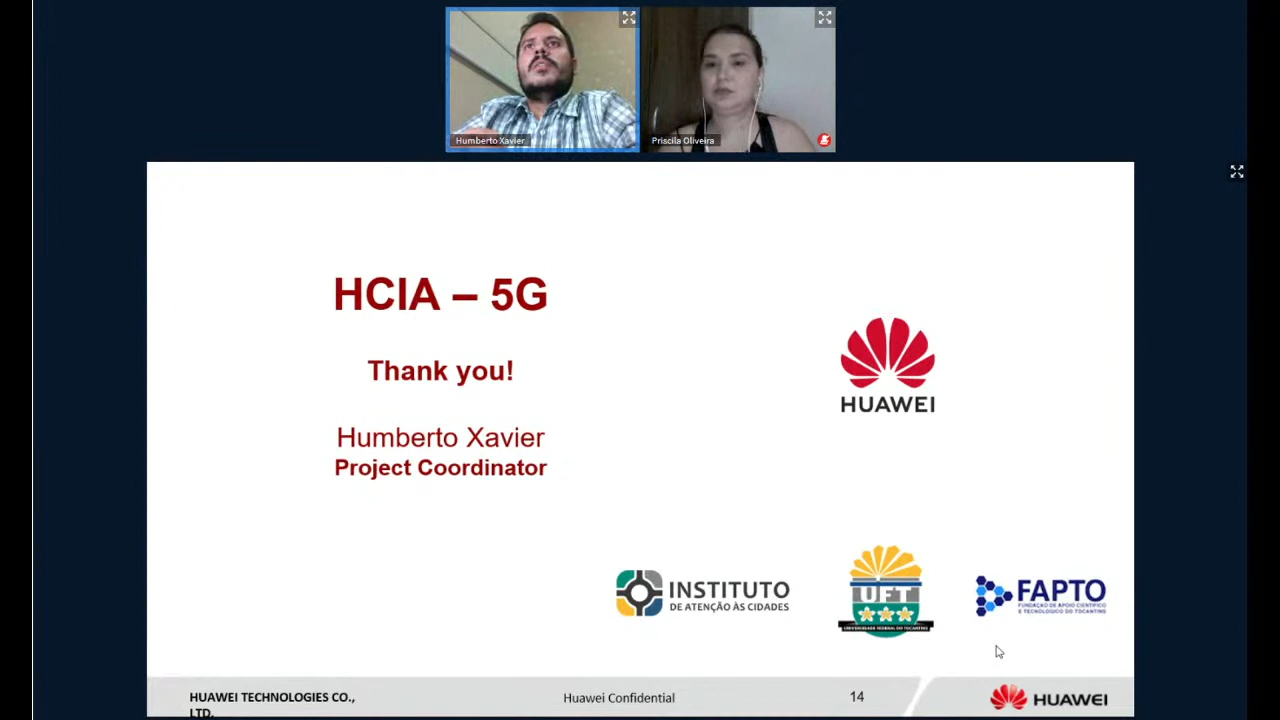 Humberto Xavier
Priscila Oliveira
HCIA – 5G
Thank you!
HUAWEI
Humberto Xavier
Project Coordinator
INSTITUTO
DE ATENÇÃO ÀS CIDADES
UFT
UNIVERSIDADE FEDERAL DO TOCANTINS
FAPTO
FUNDAÇÃO DE APOIO CIENTÍFICO
E TECNOLÓGICO DO TOCANTINS
HUAWEI TECHNOLOGIES CO.,
LTD.
Huawei Confidential
14
HUAWEI